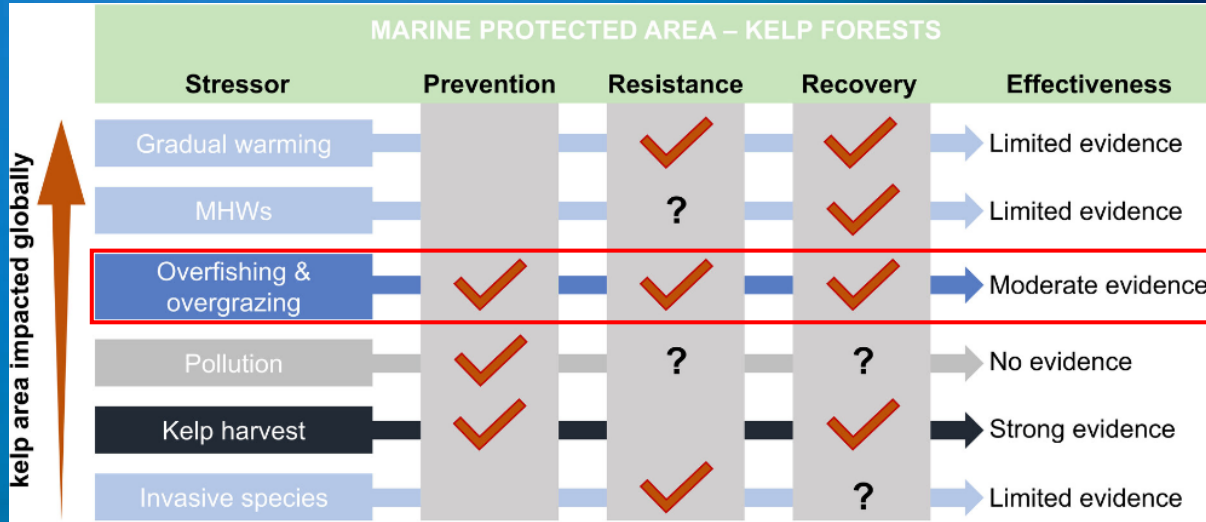 MARINE PROTECTED AREA – KELP FORESTS
Stressor Prevention Resistance Recovery Effectiveness
kelp area impacted globally
Gradual warming Limited evidence
MHWs ? Limited evidence
Overfishing &
overgrazing Moderate evidence
Pollution ? ? No evidence
Kelp harvest Strong evidence
Invasive species ? Limited evidence